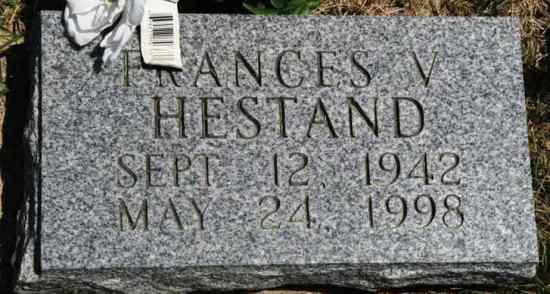 FRANCES V
HESTAND
SEPT. 12, 1942
MAY 24, 1998